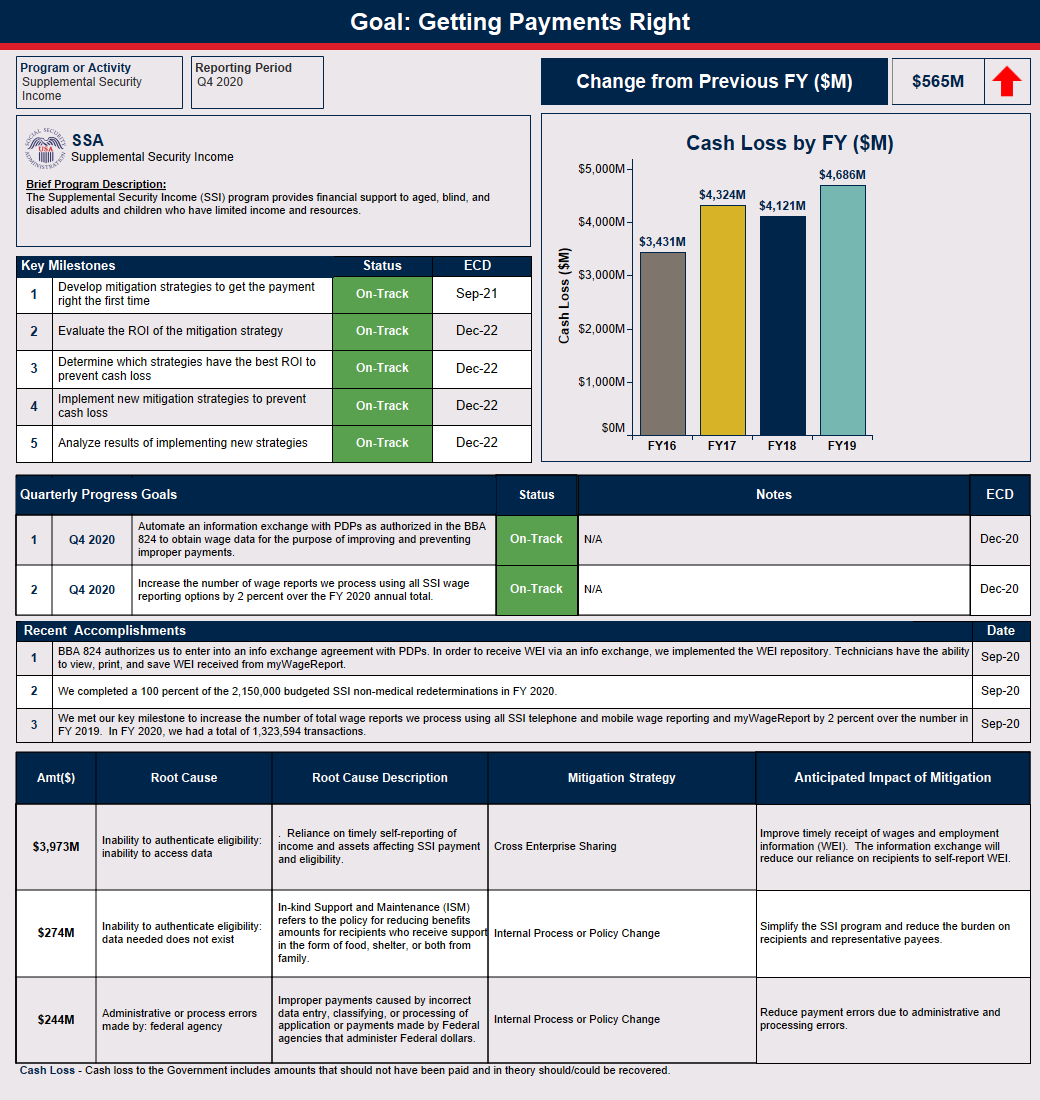 Goal: Getting Payments Right
Program or Activity
Supplemental Security
Income
Reporting Period
Q4 2020
Change from Previous FY ($M)
$565M
SOCIAL SECURITY ADMINISTRATION
USA
SSA
Supplemental Security Income
Brief Program Description:
The Supplemental Security Income (SSI) program provides financial support to aged, blind, and
disabled adults and children who have limited income and resources.
Cash Loss by FY ($M)
Cash Loss ($M)
$5,000M
$4,000M
$3,000M
$2,000M
$1,000M
$0M
$3,431M
$4,324M
$4,121M
$4,686M
FY16
FY17
FY18
FY19
Key Milestones
Status
ECD
1
Develop mitigation strategies to get the payment
right the first time
On-Track
Sep-21
2
Evaluate the ROI of the mitigation strategy
On-Track
Dec-22
3
Determine which strategies have the best ROI to
prevent cash loss
On-Track
Dec-22
4
Implement new mitigation strategies to prevent
cash loss
On-Track
Dec-22
5
Analyze results of implementing new strategies
On-Track
Dec-22
Quarterly Progress Goals
Status
Notes
ECD
1
Q4 2020
Automate an information exchange with PDPs as authorized in the BBA
824 to obtain wage data for the purpose of improving and preventing
improper payments.
On-Track
N/A
Dec-20
2
Q4 2020
Increase the number of wage reports we process using all SSI wage
reporting options by 2 percent over the FY 2020 annual total.
On-Track
N/A
Dec-20
Recent Accomplishments
Date
1
BBA 824 authorizes us to enter into an info exchange agreement with PDPs. In order to receive WEI via an info exchange, we implemented the WEI repository. Technicians have the ability
to view, print, and save WEI received from myWageReport.
Sep-20
2
We completed a 100 percent of the 2,150,000 budgeted SSI non-medical redeterminations in FY 2020.
Sep-20
3
We met our key milestone to increase the number of total wage reports we process using all SSI telephone and mobile wage reporting and myWageReport by 2 percent over the number in
FY 2019. In FY 2020, we had a total of 1,323,594 transactions.
Sep-20
Amt($)
Root Cause
Root Cause Description
Mitigation Strategy
Anticipated Impact of Mitigation
$3,973M
Inability to authenticate eligibility:
inability to access data
. Reliance on timely self-reporting of
income and assets affecting SSI payment
and eligibility.
Cross Enterprise Sharing
Improve timely receipt of wages and employment
information (WEI). The information exchange will
reduce our reliance on recipients to self-report WEI.
$274M
Inability to authenticate eligibility:
data needed does not exist
In-kind Support and Maintenance (ISM)
refers to the policy for reducing benefits
amounts for recipients who receive support
in the form of food, shelter, or both from
family.
Internal Process or Policy Change
Simplify the SSI program and reduce the burden on
recipients and representative payees.
$244M
Administrative or process errors
made by: federal agency
Improper payments caused by incorrect
data entry, classifying, or processing of
application or payments made by Federal
agencies that administer Federal dollars.
Internal Process or Policy Change
Reduce payment errors due to administrative and
processing errors.
Cash Loss - Cash loss to the Government includes amounts that should not have been paid and in theory should/could be recovered.